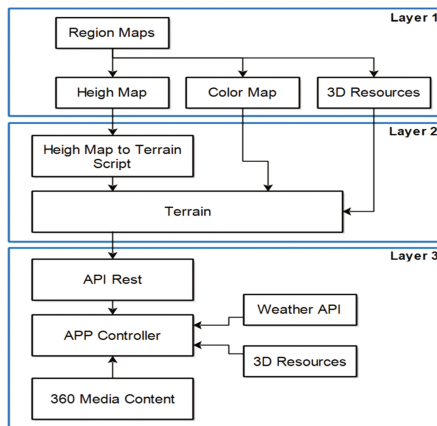 Layer 1
Region Maps
Heigh Map
Color Map
3D Resources
Layer 2
Heigh Map to Terrain
Script
Terrain
Layer 3
API Rest
Weather API
APP Controller
3D Resources
360 Media Content